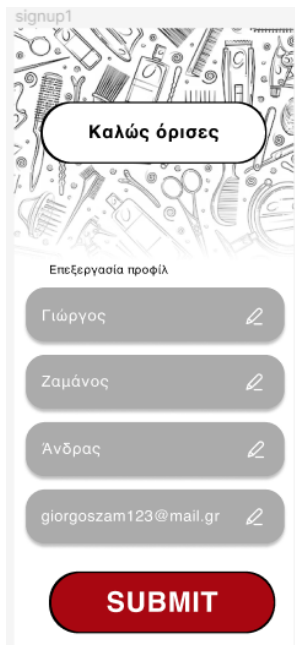 signup1
Καλώς όρισες
Επεξεργασία προφίλ
Γιώργος
Ζαμάνος
Άνδρας
giorgoszam123@mail.gr
SUBMIT